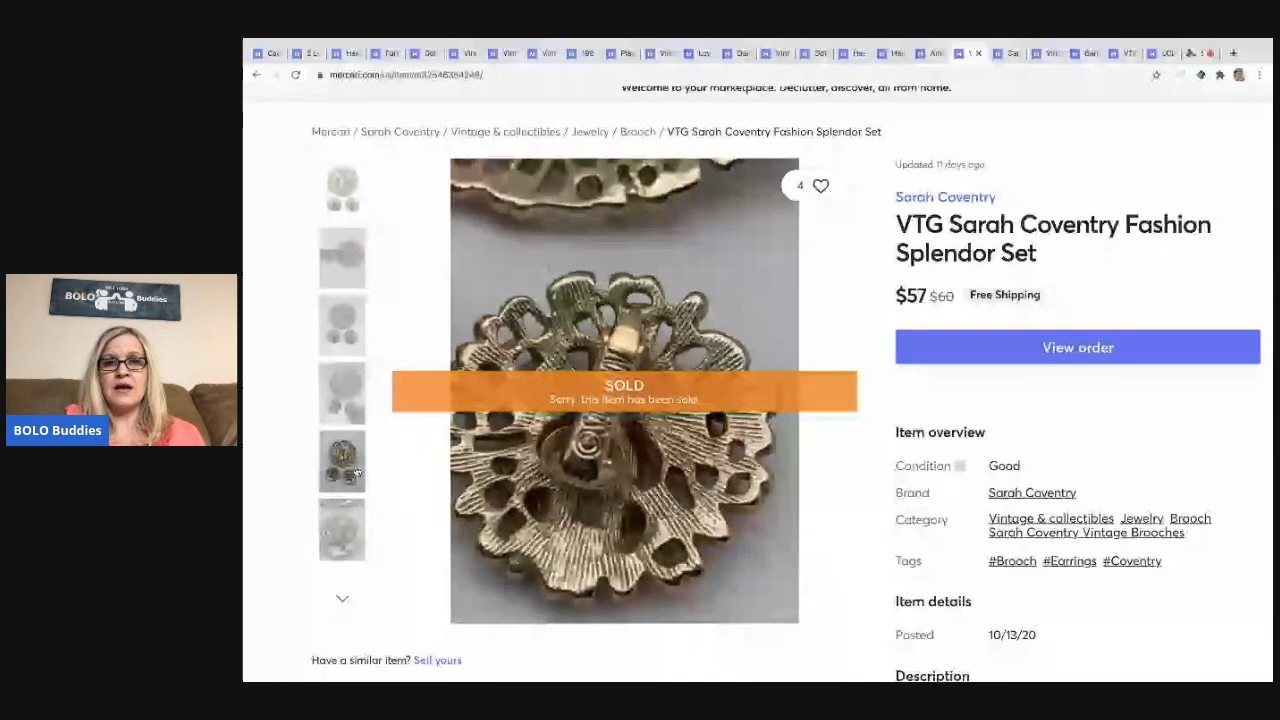 mercari.com
Welcome to your marketplace. Declutter, discover, all from home.
Mercari / Sarah Coventry / Vintage & collectibles / Jewelry / Brooch / VTG Sarah Coventry Fashion Splendor Set
4
Updated 11 days ago
Sarah Coventry
VTG Sarah Coventry Fashion
Splendor Set
$57 $60 Free Shipping
View order
SOLD
Sorry, this item has been sold.
BOLO Buddies
BOLO Buddies
Item overview
Condition Good
Brand Sarah Coventry
Category Vintage & collectibles Jewelry Brooch
Sarah Coventry Vintage Brooches
Tags #Brooch #Earrings #Coventry
Item details
Posted 10/13/20
Have a similar item? Sell yours
Description